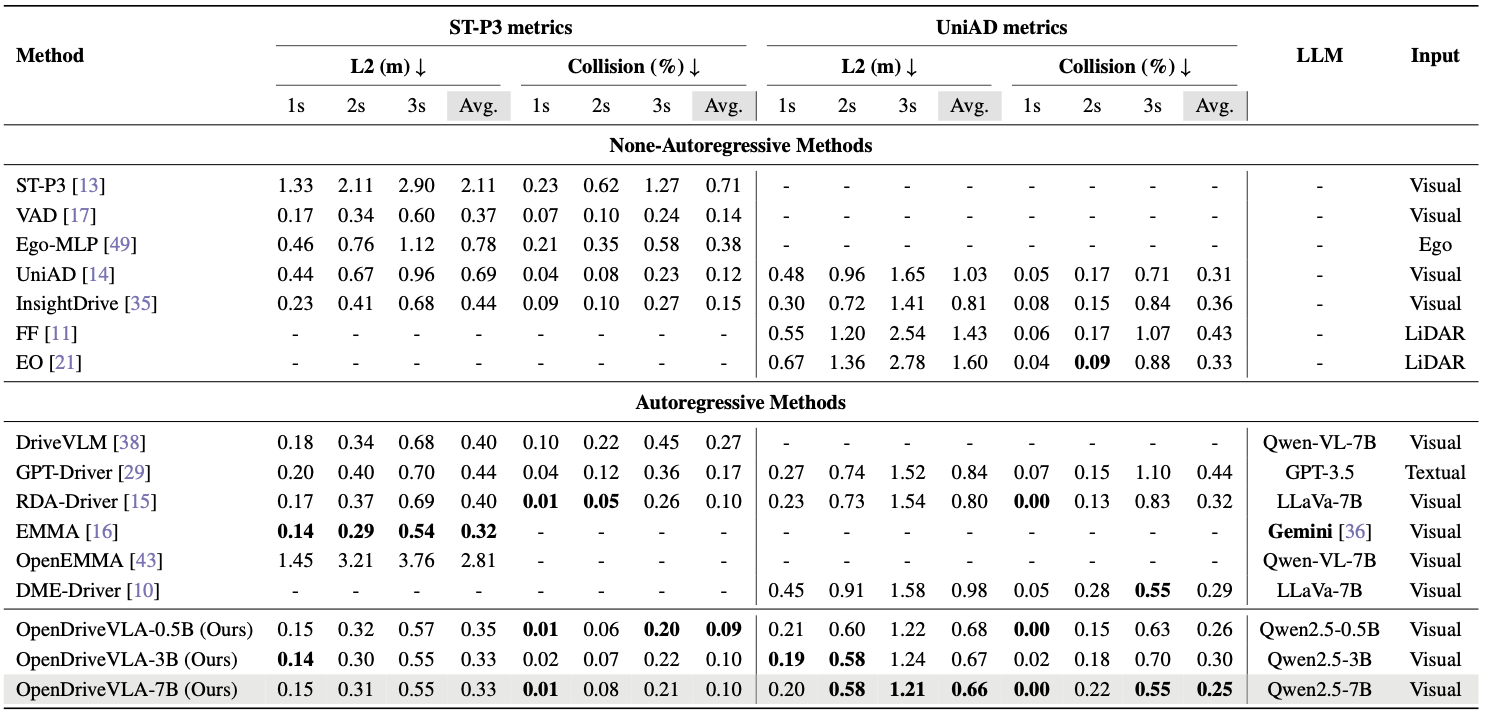 ST-P3 metrics UniAD metrics
Method LLM Input
L2 (m) ↓ Collision (%) ↓ L2 (m) ↓ Collision (%) ↓
1s 2s 3s Avg. 1s 2s 3s Avg. 1s 2s 3s Avg. 1s 2s 3s Avg.
None-Autoregressive Methods
ST-P3 [13] 1.33 2.11 2.90 2.11 0.23 0.62 1.27 0.71 - - - - - - - - - Visual
VAD [17] 0.17 0.34 0.60 0.37 0.07 0.10 0.24 0.14 - - - - - - - - - Visual
Ego-MLP [49] 0.46 0.76 1.12 0.78 0.21 0.35 0.58 0.38 - - - - - - - - - Ego
UniAD [14] 0.44 0.67 0.96 0.69 0.04 0.08 0.23 0.12 0.48 0.96 1.65 1.03 0.05 0.17 0.71 0.31 - Visual
InsightDrive [35] 0.23 0.41 0.68 0.44 0.09 0.10 0.27 0.15 0.30 0.72 1.41 0.81 0.08 0.15 0.84 0.36 - Visual
FF [11] - - - - - - - - 0.55 1.20 2.54 1.43 0.06 0.17 1.07 0.43 - LiDAR
EO [21] - - - - - - - - 0.67 1.36 2.78 1.60 0.04 0.09 0.88 0.33 - LiDAR
Autoregressive Methods
DriveVLM [38] 0.18 0.34 0.68 0.40 0.10 0.22 0.45 0.27 - - - - - - - - Qwen-VL-7B Visual
GPT-Driver [29] 0.20 0.40 0.70 0.44 0.04 0.12 0.36 0.17 0.27 0.74 1.52 0.84 0.07 0.15 1.10 0.44 GPT-3.5 Textual
RDA-Driver [15] 0.17 0.37 0.69 0.40 0.01 0.05 0.26 0.10 0.23 0.73 1.54 0.80 0.00 0.13 0.83 0.32 LLaVa-7B Visual
EMMA [16] 0.14 0.29 0.54 0.32 - - - - - - - - - - - - Gemini [36] Visual
OpenEMMA [43] 1.45 3.21 3.76 2.81 - - - - - - - - - - - - Qwen-VL-7B Visual
DME-Driver [10] - - - - - - - - 0.45 0.91 1.58 0.98 0.05 0.28 0.55 0.29 LLaVa-7B Visual
OpenDriveVLA-0.5B (Ours) 0.15 0.32 0.57 0.35 0.01 0.06 0.20 0.09 0.21 0.60 1.22 0.68 0.00 0.15 0.63 0.26 Qwen2.5-0.5B Visual
OpenDriveVLA-3B (Ours) 0.14 0.30 0.55 0.33 0.02 0.07 0.22 0.10 0.19 0.58 1.24 0.67 0.02 0.18 0.70 0.30 Qwen2.5-3B Visual
OpenDriveVLA-7B (Ours) 0.15 0.31 0.55 0.33 0.01 0.08 0.21 0.10 0.20 0.58 1.21 0.66 0.00 0.22 0.55 0.25 Qwen2.5-7B Visual